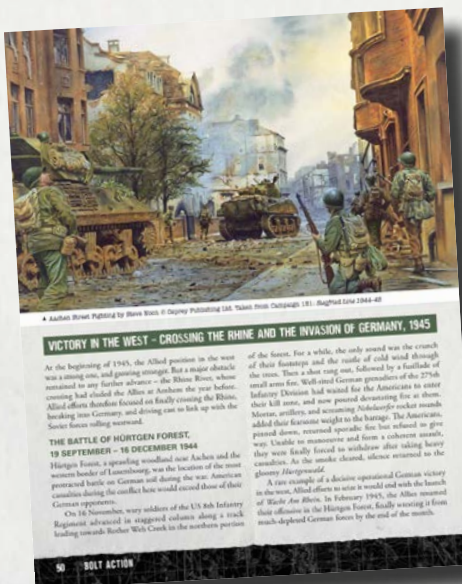 ▲ Aachen Street Fighting by Steve Noon © Osprey Publishing Ltd. Taken from Campaign 181: Siegfried Line 1944–45
VICTORY IN THE WEST – CROSSING THE RHINE AND THE INVASION OF GERMANY, 1945
At the beginning of 1945, the Allied position in the west
was a strong one, and growing stronger. But a major obstacle
remained to any further advance – the Rhine River, whose
crossing had eluded the Allies at Arnhem the year before.
Allied efforts therefore focused on finally crossing the Rhine,
breaking into Germany, and driving east to link up with the
Soviet forces rolling westward.
THE BATTLE OF HÜRTGEN FOREST,
19 SEPTEMBER – 16 DECEMBER 1944
Hürtgen Forest, a sprawling woodland near Aachen and the
western border of Luxembourg, was the location of the most
protracted battle on German soil during the war. American
casualties during the conflict here would exceed those of their
German opponents.
On 16 November, wary soldiers of the US 8th Infantry
Regiment advanced in staggered column along a track
leading towards Rother Weh Creek in the northern portion
of the forest. For a while, the only sound was the crunch
of their footsteps and the rustle of cold wind through
the trees. Then a shot rang out, followed by a fusillade of
small arms fire. Well-sited German grenadiers of the 275th
Infantry Division had waited for the Americans to enter
their kill zone, and now poured devastating fire at them.
Mortar, artillery, and screaming Nebelwerfer rocket rounds
added their fearsome weight to the barrage. The Americans,
pinned down, returned sporadic fire but refused to give
way. Unable to manoeuvre and form a coherent assault,
they were finally forced to withdraw after taking heavy
casualties. As the smoke cleared, silence returned to the
gloomy Hürtgenwald.
A rare example of a decisive operational German victory
in the west, Allied efforts to seize it would end with the launch
of Wacht Am Rhein. In February 1945, the Allies resumed
their offensive in the Hürtgen Forest, finally wresting it from
much-depleted German forces by the end of the month.
50 BOLT ACTION